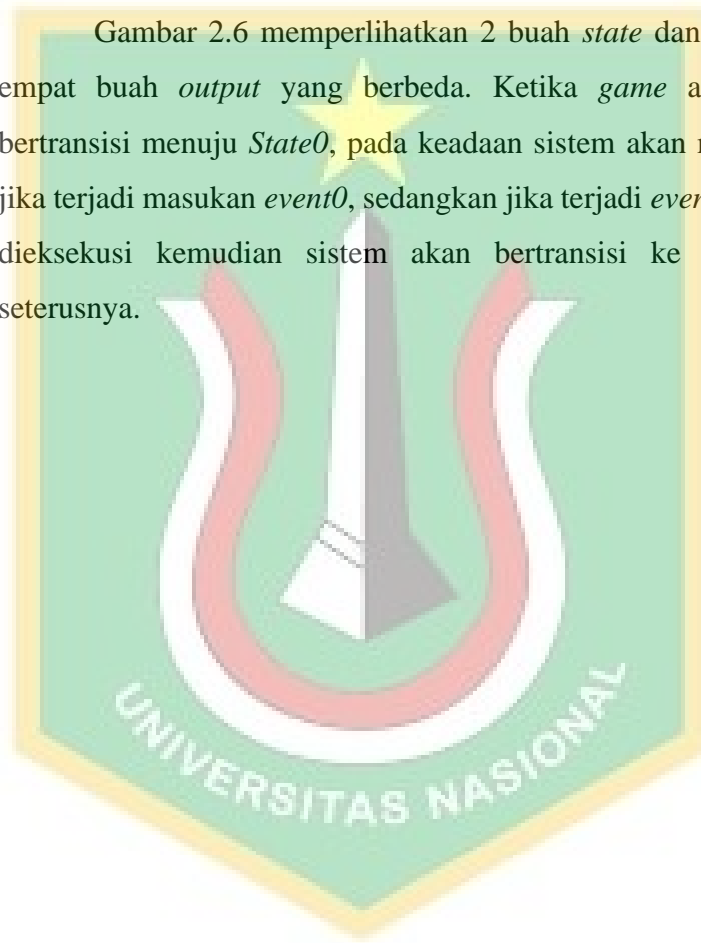 Gambar 2.6 memperlihatkan 2 buah state dan
empat buah output yang berbeda. Ketika game a
bertransisi menuju State0, pada keadaan sistem akan
jika terjadi masukan event0, sedangkan jika terjadi even
dieksekusi kemudian sistem akan bertransisi ke
seterusnya.
UNIVERSITAS NASIONAL